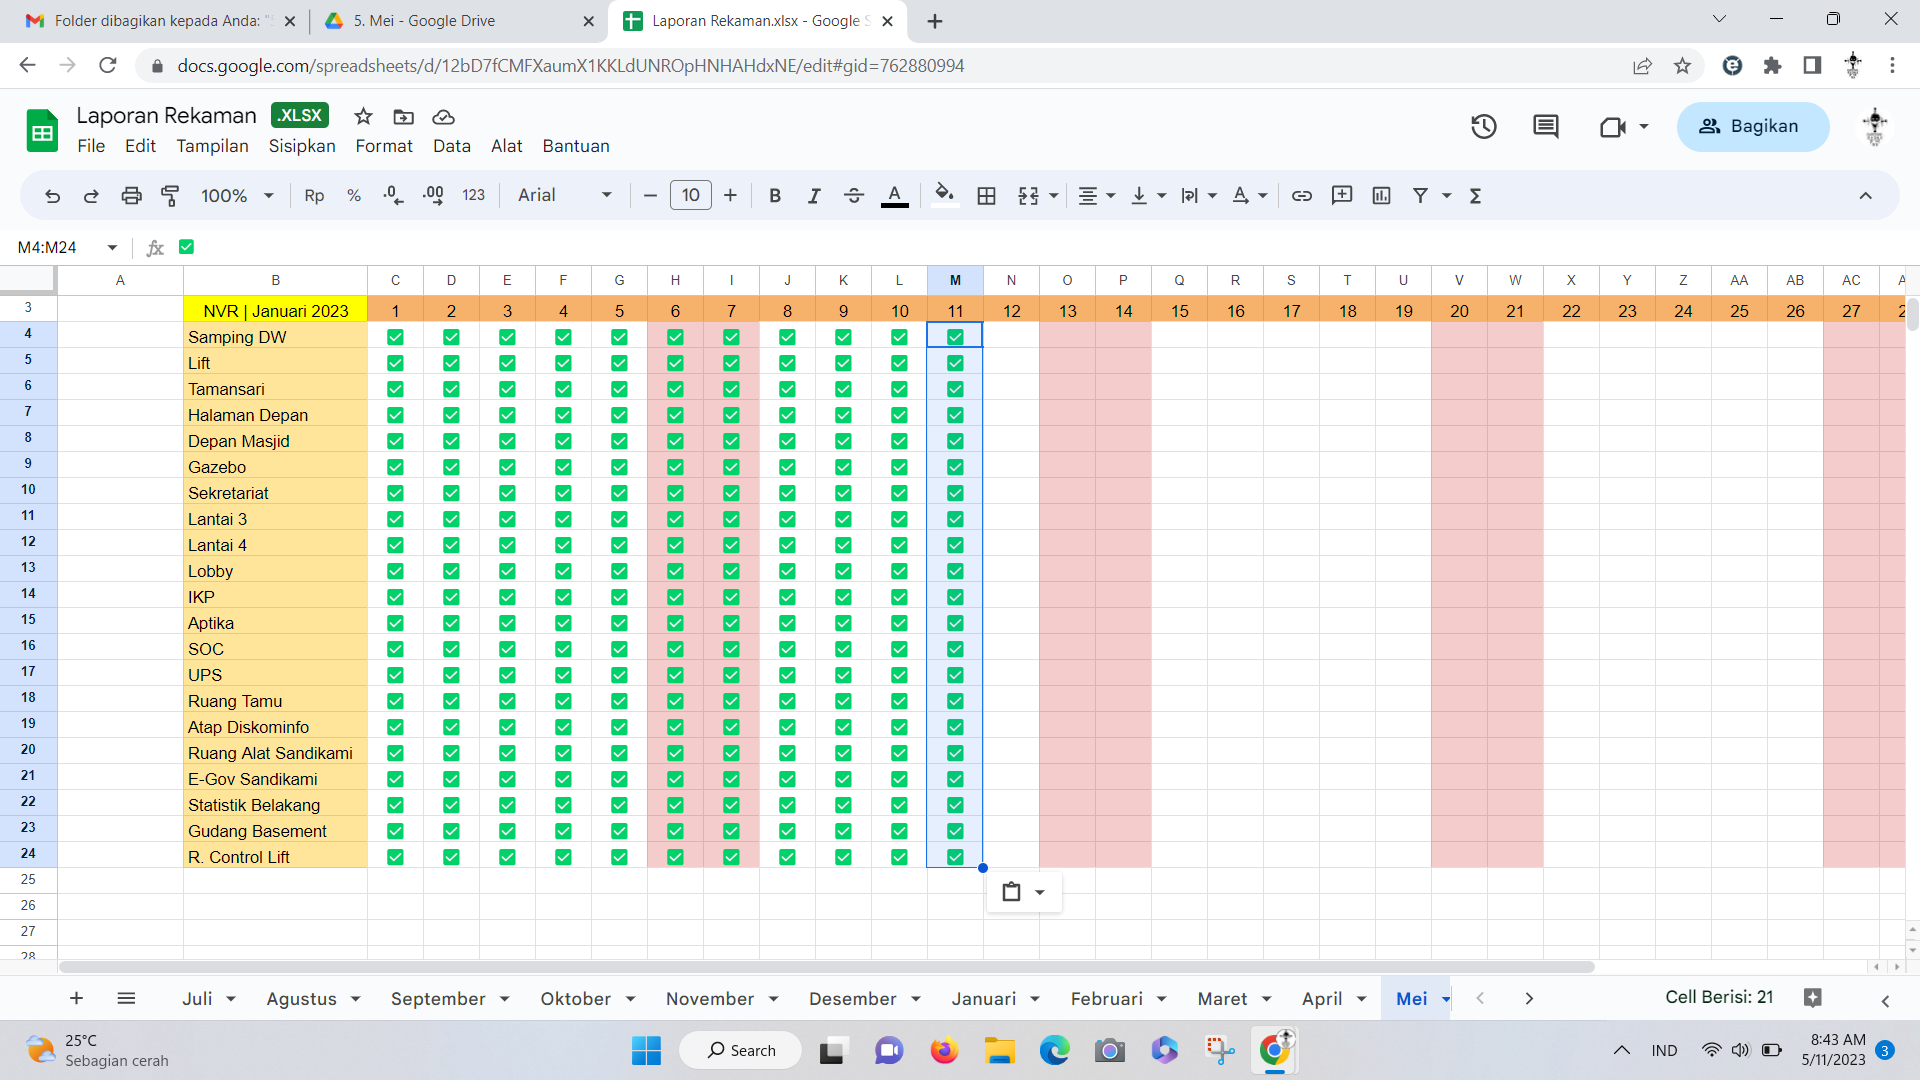 Folder dibagikan kepada Anda: "
5. Mei - Google Drive
Laporan Rekaman.xlsx - Google S
docs.google.com/spreadsheets/d/12bD7fCMFXaumX1KKLdUNROpHNHAHdxNE/edit#gid=762880994
Laporan Rekaman .XLSX
File Edit Tampilan Sisipkan Format Data Alat Bantuan
Bagikan
100% Rp % .0 .00 123 Arial 10 B I A
M4:M24 fx ✅
A B C D E F G H I J K L M N O P Q R S T U V W X Y Z AA AB AC A
3 NVR | Januari 2023 1 2 3 4 5 6 7 8 9 10 11 12 13 14 15 16 17 18 19 20 21 22 23 24 25 26 27 2
4 Samping DW ✅ ✅ ✅ ✅ ✅ ✅ ✅ ✅ ✅ ✅ ✅
5 Lift ✅ ✅ ✅ ✅ ✅ ✅ ✅ ✅ ✅ ✅ ✅
6 Tamansari ✅ ✅ ✅ ✅ ✅ ✅ ✅ ✅ ✅ ✅ ✅
7 Halaman Depan ✅ ✅ ✅ ✅ ✅ ✅ ✅ ✅ ✅ ✅ ✅
8 Depan Masjid ✅ ✅ ✅ ✅ ✅ ✅ ✅ ✅ ✅ ✅ ✅
9 Gazebo ✅ ✅ ✅ ✅ ✅ ✅ ✅ ✅ ✅ ✅ ✅
10 Sekretariat ✅ ✅ ✅ ✅ ✅ ✅ ✅ ✅ ✅ ✅ ✅
11 Lantai 3 ✅ ✅ ✅ ✅ ✅ ✅ ✅ ✅ ✅ ✅ ✅
12 Lantai 4 ✅ ✅ ✅ ✅ ✅ ✅ ✅ ✅ ✅ ✅ ✅
13 Lobby ✅ ✅ ✅ ✅ ✅ ✅ ✅ ✅ ✅ ✅ ✅
14 IKP ✅ ✅ ✅ ✅ ✅ ✅ ✅ ✅ ✅ ✅ ✅
15 Aptika ✅ ✅ ✅ ✅ ✅ ✅ ✅ ✅ ✅ ✅ ✅
16 SOC ✅ ✅ ✅ ✅ ✅ ✅ ✅ ✅ ✅ ✅ ✅
17 UPS ✅ ✅ ✅ ✅ ✅ ✅ ✅ ✅ ✅ ✅ ✅
18 Ruang Tamu ✅ ✅ ✅ ✅ ✅ ✅ ✅ ✅ ✅ ✅ ✅
19 Atap Diskominfo ✅ ✅ ✅ ✅ ✅ ✅ ✅ ✅ ✅ ✅ ✅
20 Ruang Alat Sandikami ✅ ✅ ✅ ✅ ✅ ✅ ✅ ✅ ✅ ✅ ✅
21 E-Gov Sandikami ✅ ✅ ✅ ✅ ✅ ✅ ✅ ✅ ✅ ✅ ✅
22 Statistik Belakang ✅ ✅ ✅ ✅ ✅ ✅ ✅ ✅ ✅ ✅ ✅
23 Gudang Basement ✅ ✅ ✅ ✅ ✅ ✅ ✅ ✅ ✅ ✅ ✅
24 R. Control Lift ✅ ✅ ✅ ✅ ✅ ✅ ✅ ✅ ✅ ✅ ✅
25
26
27
28
Juli Agustus September Oktober November Desember Januari Februari Maret April Mei Cell Berisi: 21
25°C
Sebagian cerah
Search
IND
8:43 AM
5/11/2023
3